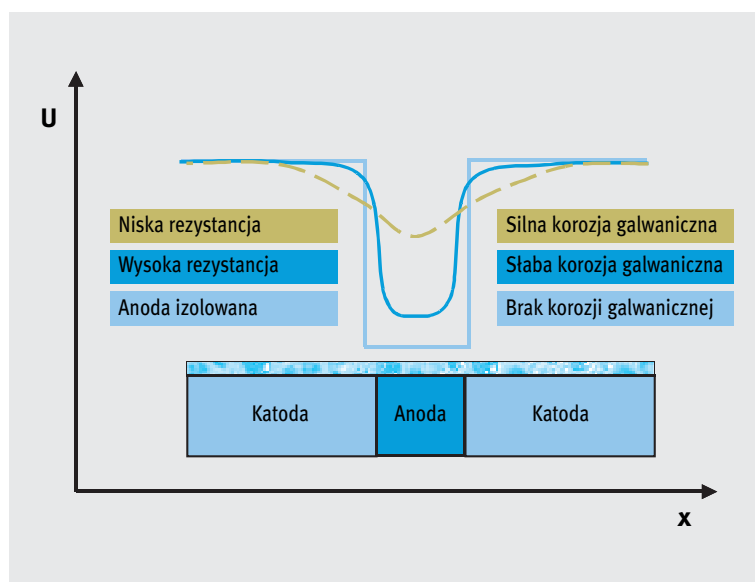 U
Niska rezystancja
Silna korozja galwaniczna
Wysoka rezystancja
Słaba korozja galwaniczna
Anoda izolowana
Brak korozji galwanicznej
Katoda
Anoda
Katoda
x